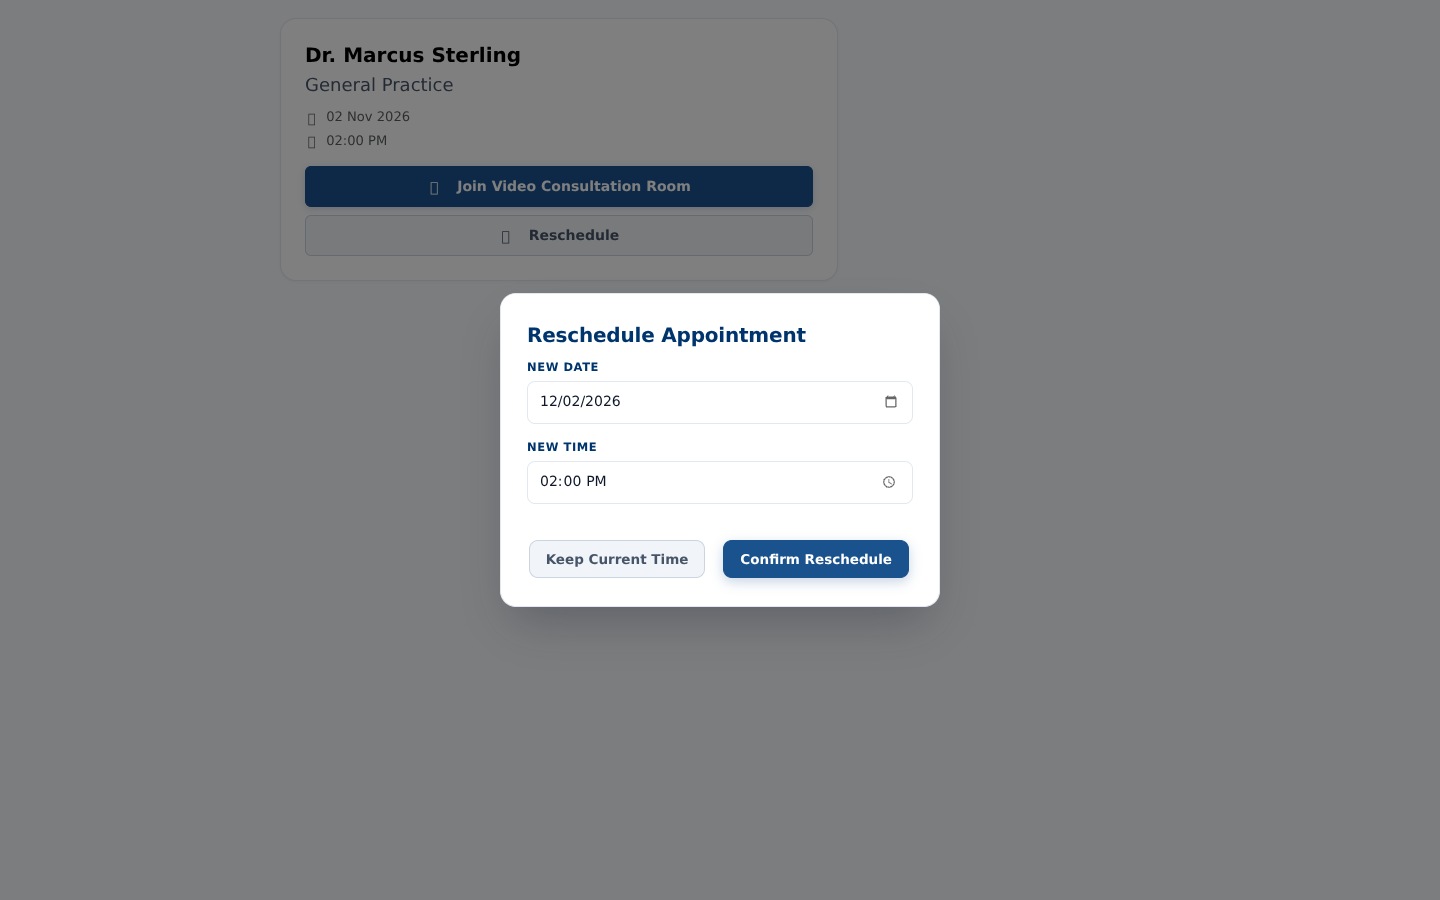 Dr. Marcus Sterling
General Practice
02 Nov 2026
02:00 PM
Join Video Consultation Room
Reschedule
Reschedule Appointment
NEW DATE
12/02/2026
NEW TIME
02:00 PM
Keep Current Time
Confirm Reschedule